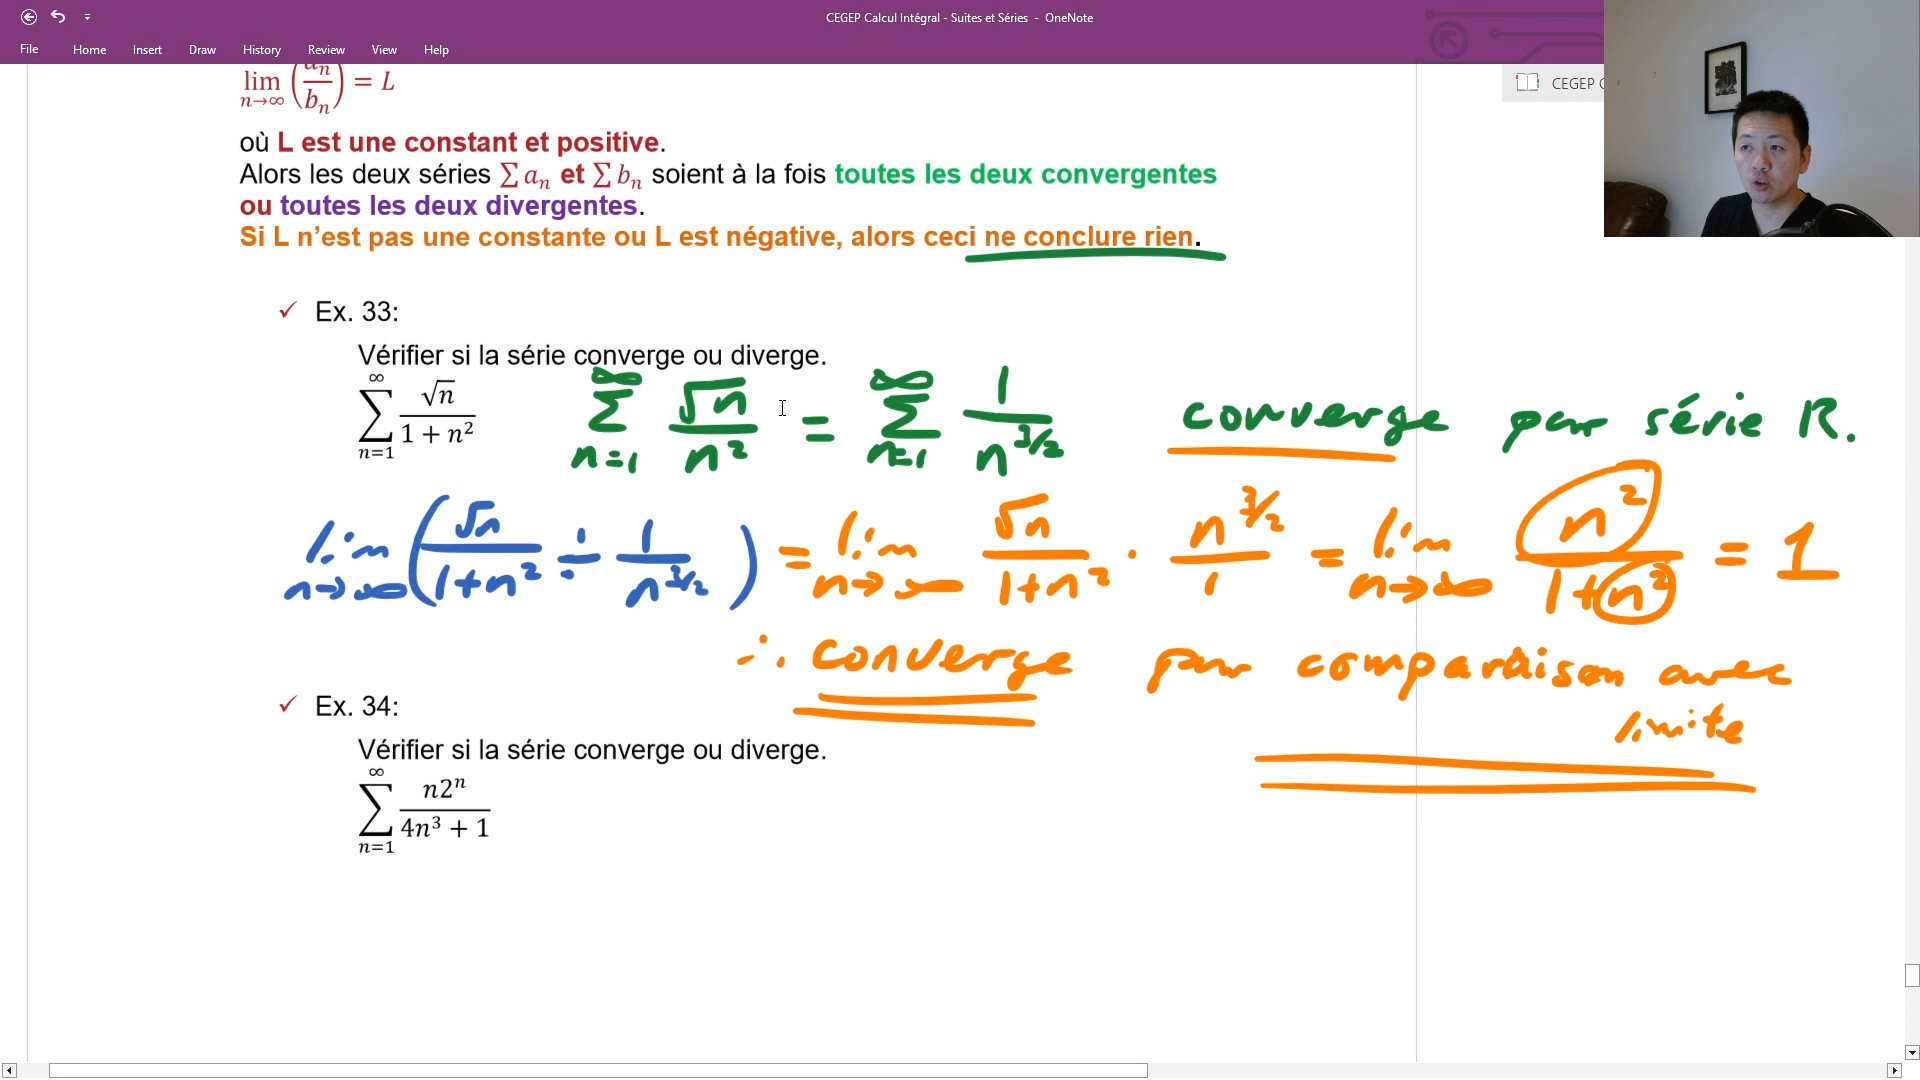 CEGEP Calcul Intégral - Suites et Séries - OneNote
File Home Insert Draw History Review View Help
CEGEP C
lim n→∞ (aₙ/bₙ) = L
où L est une constant et positive.
Alors les deux séries ∑aₙ et ∑bₙ soient à la fois toutes les deux convergentes
ou toutes les deux divergentes.
Si L n’est pas une constante ou L est négative, alors ceci ne conclure rien.
✓ Ex. 33:
Vérifier si la série converge ou diverge.
∞∑n=1 √n/(1 + n²)
∞∑n=1 √n/n² = ∞∑n=1 1/n^(3/2) converge par série R.
lim n→∞ (√n/(1+n²) ÷ 1/n^(3/2)) = lim n→∞ √n/(1+n²) · n^(3/2)/1 = lim n→∞ n²/(1+n²) = 1
∴ converge par comparaison avec
limite
✓ Ex. 34:
Vérifier si la série converge ou diverge.
∞∑n=1 n2ⁿ/(4n³ + 1)